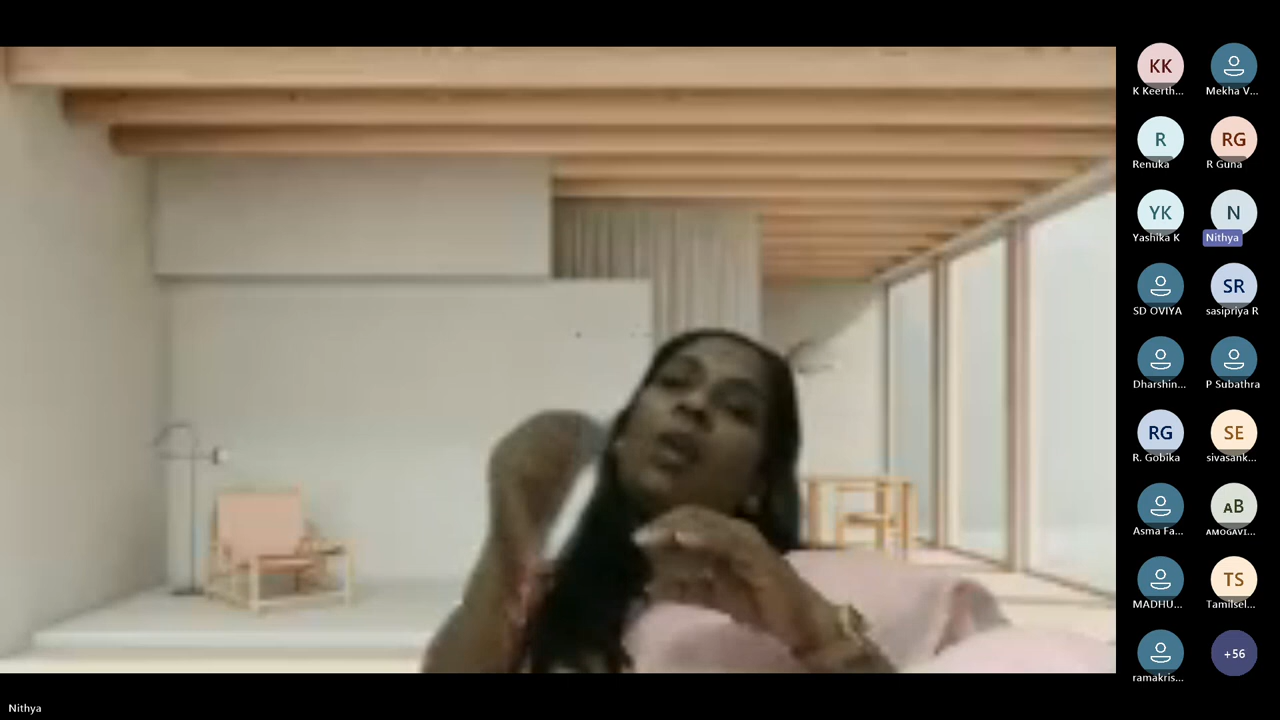 KK
K Keerth...
Mekha V...
R
Renuka
RG
R Guna
YK
Yashika K
N
Nithya
SD OVIYA
SR
sasipriya R
Dharshin...
P Subathra
RG
R. Gobika
SE
sivasank...
Asma Fa...
AB
AMOGAVI...
MADHU...
TS
Tamilsel...
ramakris...
+56
Nithya